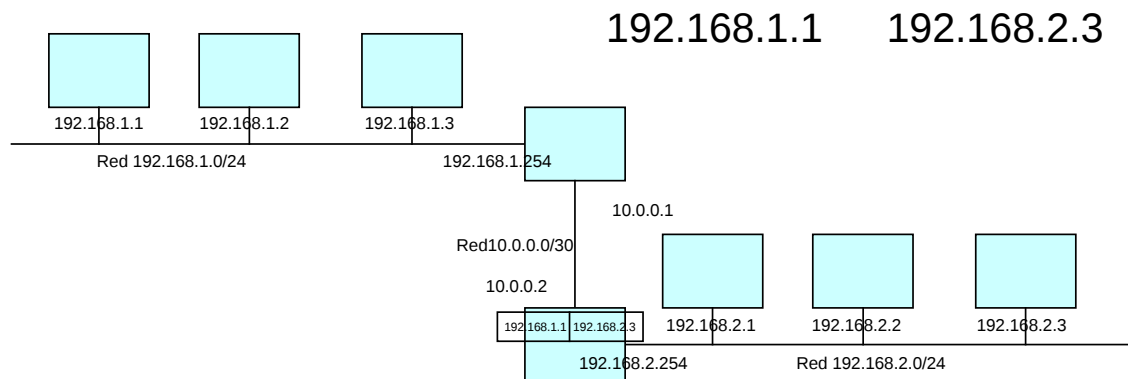 192.168.1.1 192.168.2.3
192.168.1.1 192.168.1.2 192.168.1.3
Red 192.168.1.0/24 192.168.1.254
10.0.0.1
Red10.0.0.0/30
10.0.0.2
192.168.1.1 192.168.2.3 192.168.2.1 192.168.2.2 192.168.2.3
192.168.2.254 Red 192.168.2.0/24